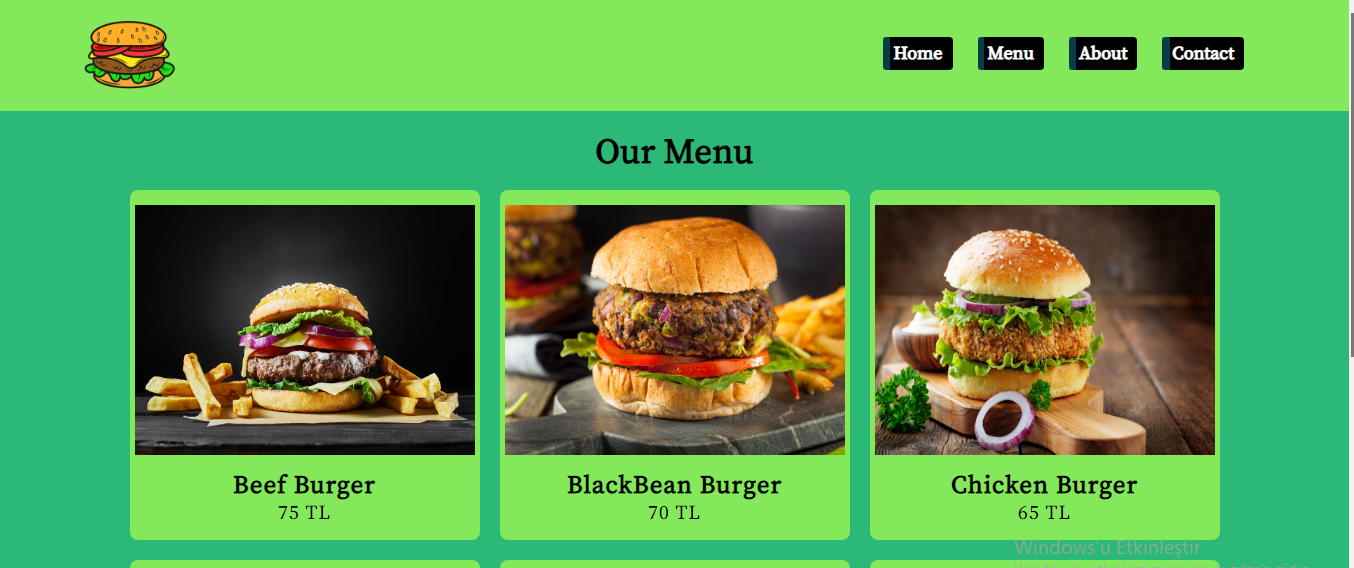 Home Menu About Contact
Our Menu
Beef Burger BlackBean Burger Chicken Burger
75 TL 70 TL 65 TL
Windows'u Etkinleştir